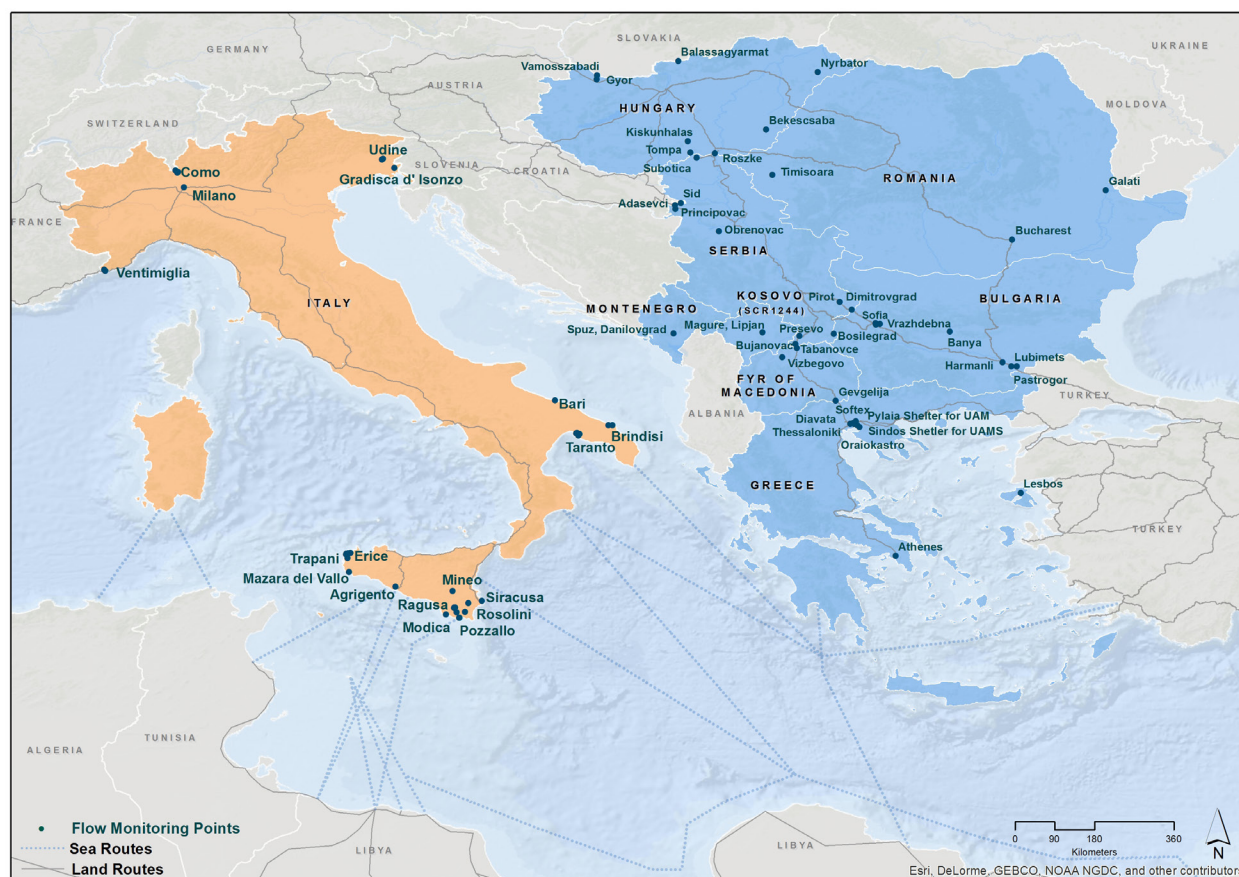 SLOVAKIA
UKRAINE
GERMANY
Balassagyarmat
Vamosszabadi
Nyrbator
Gyor
AUSTRIA
MOLDOVA
HUNGARY
SWITZERLAND
Bekescsaba
Kiskunhalas
Udine
Tompa
Roszke
SLOVENIA
Como
Gradisca d' Isonzo
CROATIA
Subotica
Timisoara
ROMANIA
Galati
Milano
Sid
Adasevci
Principovac
FRANCE
Obrenovac
Bucharest
SERBIA
Ventimiglia
KOSOVO
(SCR1244)
Pirot
Dimitrovgrad
BULGARIA
ITALY
MONTENEGRO
Sofia
Vrazhdebna
Spuz, Danilovgrad
Magure, Lipjan
Presevo
Bosilegrad
Banya
Bujanovac
Tabanovce
Lubimets
Harmanli
Vizbegovo
Pastrogor
FYR OF
MACEDONIA
Gevgelija
TURKEY
Bari
ALBANIA
Softex
Diavata
Pylaia Shelter for UAM
Brindisi
Thessaloniki
Sindos Shetler for UAMS
Taranto
Oraiokastro
GREECE
Lesbos
TURKEY
Athenes
Trapani
Erice
Mazara del Vallo
Mineo
Agrigento
Siracusa
Ragusa
Rosolini
Modica
Pozzallo
TUNISIA
ALGERIA
Flow Monitoring Points
Sea Routes
Land Routes
LIBYA
LIBYA
0 90 180 360
Kilometers
N
Esri, DeLorme, GEBCO, NOAA NGDC, and other contributors